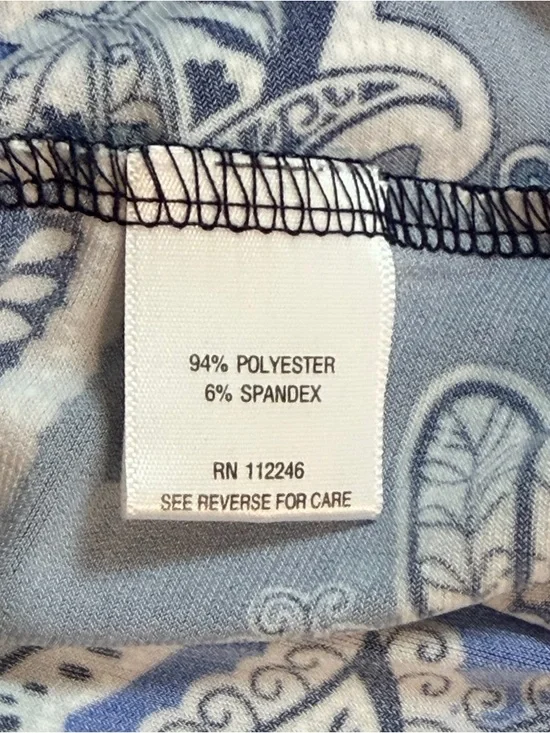 94% POLYESTER
6% SPANDEX
RN 112246
SEE REVERSE FOR CARE